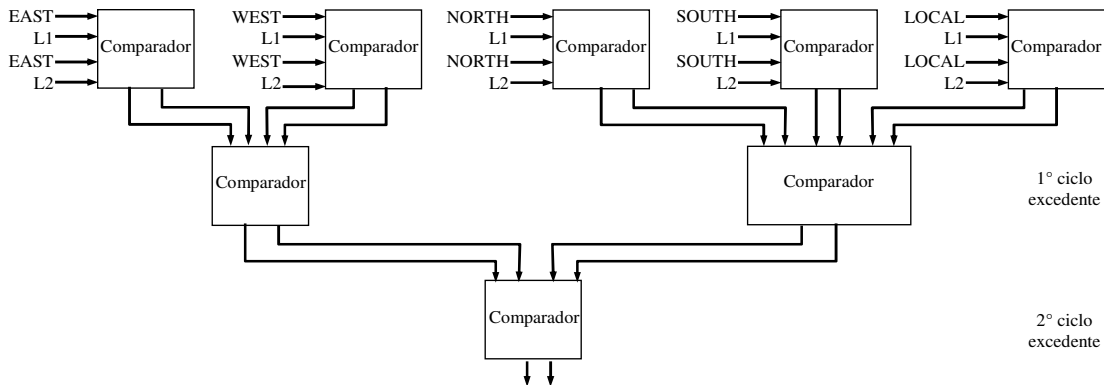 EAST
L1
EAST
L2
Comparador
WEST
L1
WEST
L2
Comparador
NORTH
L1
NORTH
L2
Comparador
SOUTH
L1
SOUTH
L2
Comparador
LOCAL
L1
LOCAL
L2
Comparador
Comparador
Comparador
1° ciclo
excedente
Comparador
2° ciclo
excedente